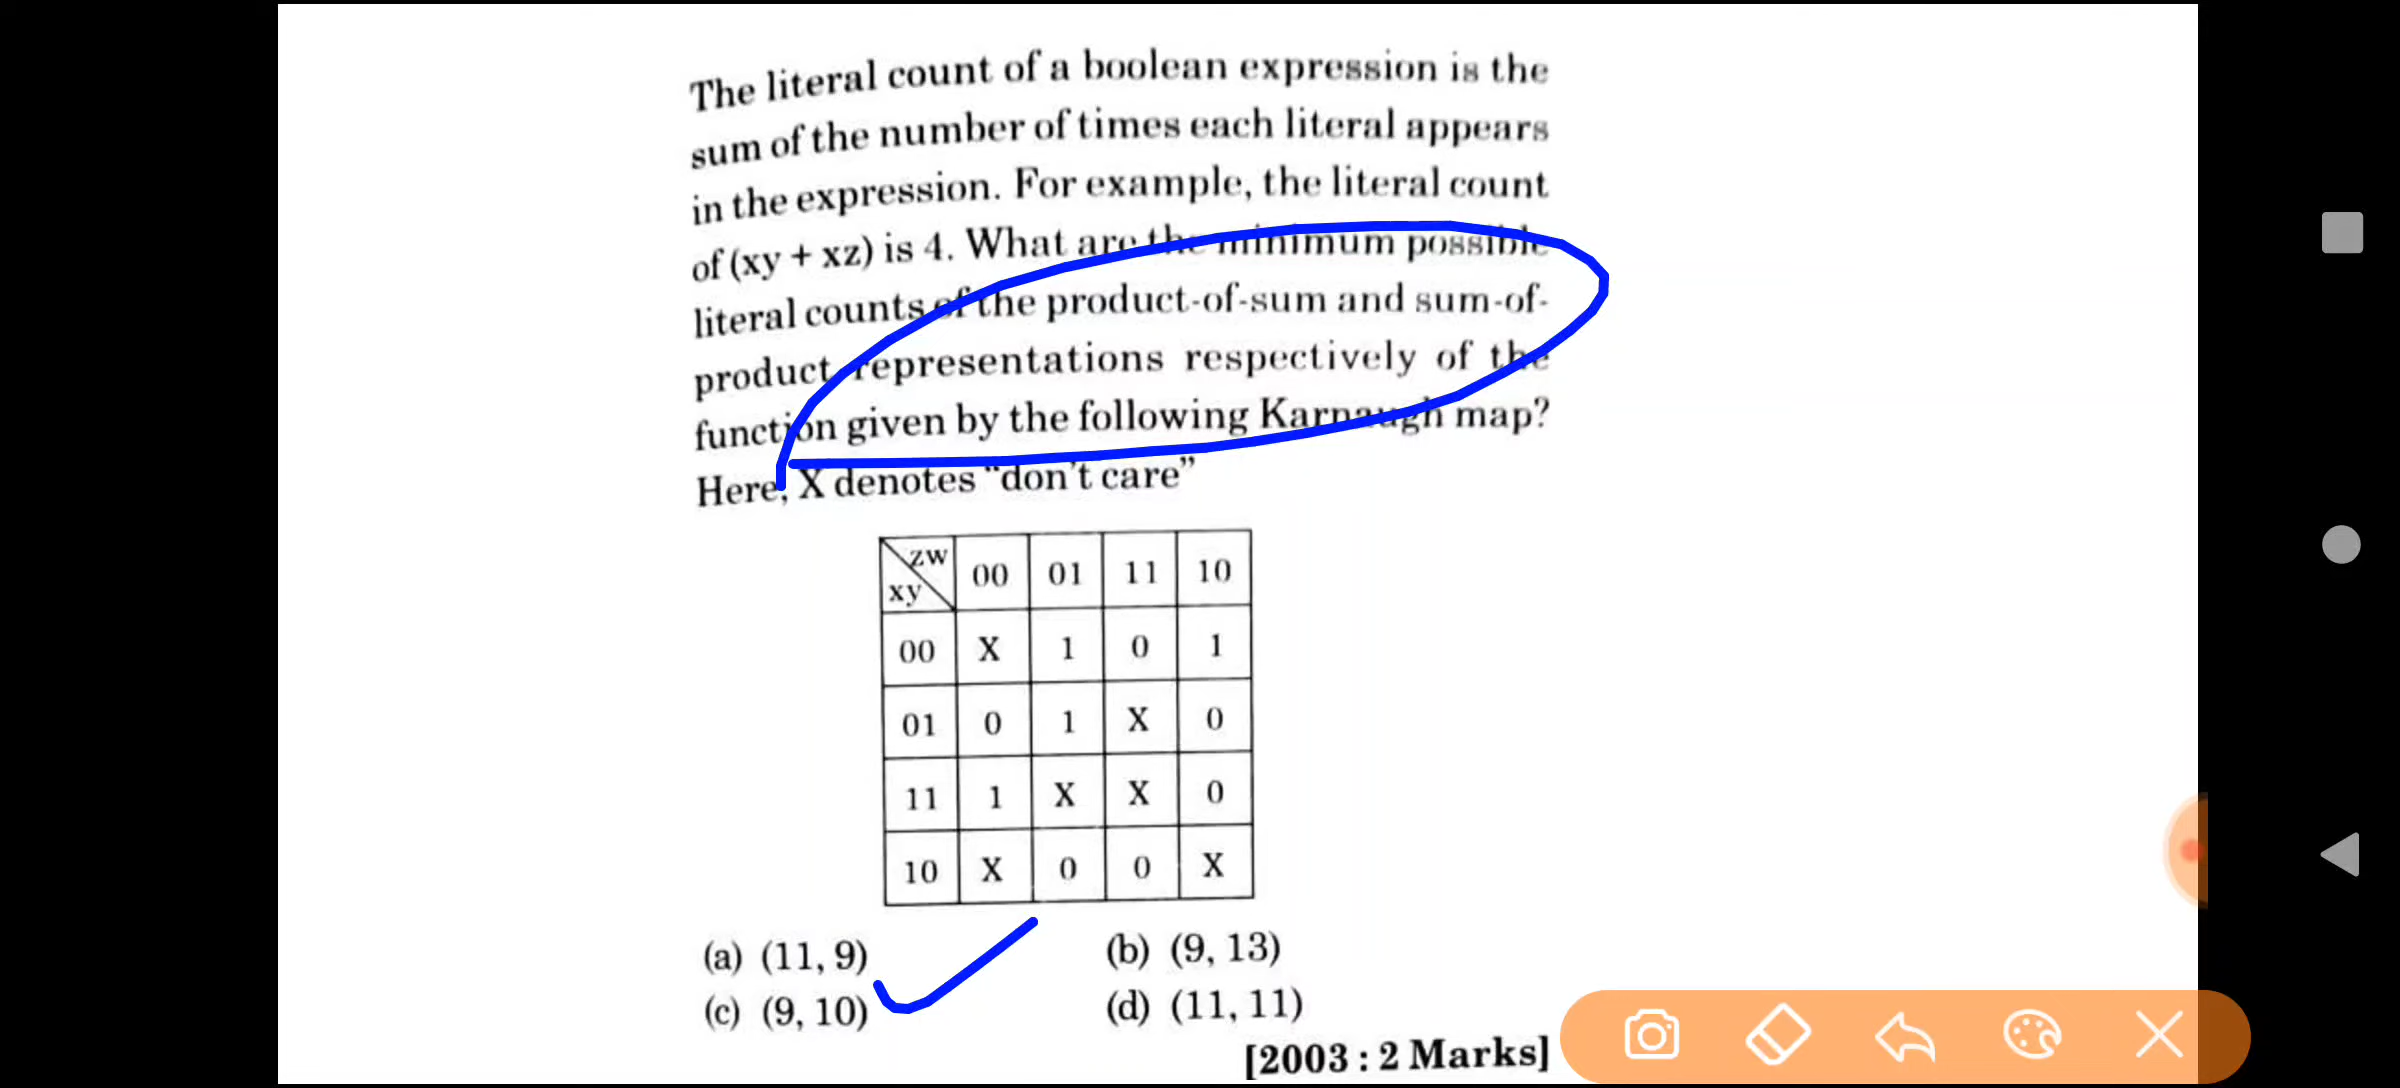 The literal count of a boolean expression is the
sum of the number of times each literal appears
in the expression. For example, the literal count
of (xy + xz) is 4. What are the minimum possible
literal counts of the product-of-sum and sum-of-
product representations respectively of the
function given by the following Karnaugh map?
Here, X denotes "don't care"
zw
xy 00 01 11 10
00 X 1 0 1
01 0 1 X 0
11 1 X X 0
10 X 0 0 X
(a) (11, 9) (b) (9, 13)
(c) (9, 10) (d) (11, 11)
[2003 : 2 Marks]